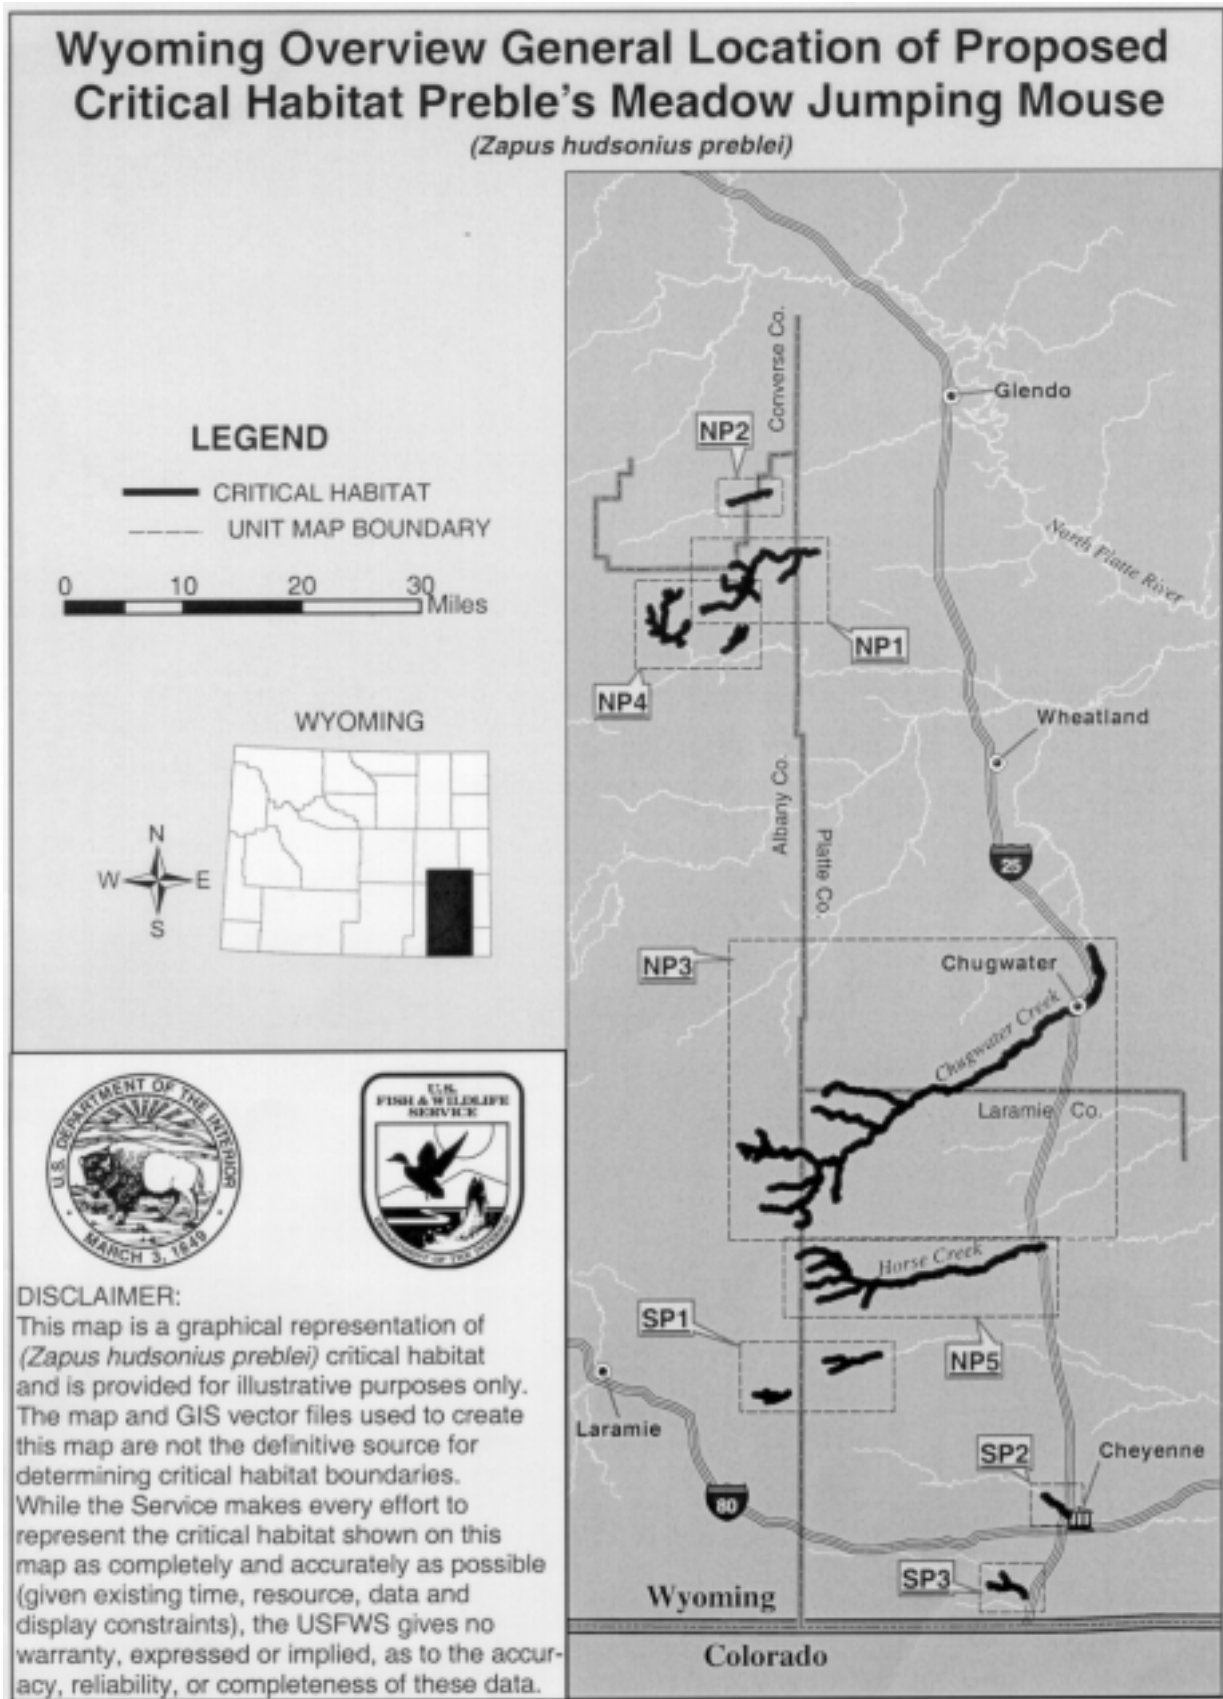 Wyoming Overview General Location of Proposed
Critical Habitat Preble's Meadow Jumping Mouse
(Zapus hudsonius preblei)
LEGEND
CRITICAL HABITAT
UNIT MAP BOUNDARY
0 10 20 30
Miles
WYOMING
N
W E
S
Converse Co.
Glendo
NP2
North Platte River
NP1
NP4
Wheatland
Albany Co.
Platte Co.
25
NP3
Chugwater
Chugwater Creek
Laramie Co.
Horse Creek
SP1
NP5
Laramie
SP2
Cheyenne
80
SP3
Wyoming
Colorado
U.S. DEPARTMENT OF THE INTERIOR
MARCH 3, 1849
U.S.
FISH & WILDLIFE
SERVICE
DEPARTMENT OF THE INTERIOR
DISCLAIMER:
This map is a graphical representation of
(Zapus hudsonius preblei) critical habitat
and is provided for illustrative purposes only.
The map and GIS vector files used to create
this map are not the definitive source for
determining critical habitat boundaries.
While the Service makes every effort to
represent the critical habitat shown on this
map as completely and accurately as possible
(given existing time, resource, data and
display constraints), the USFWS gives no
warranty, expressed or implied, as to the accur-
acy, reliability, or completeness of these data.